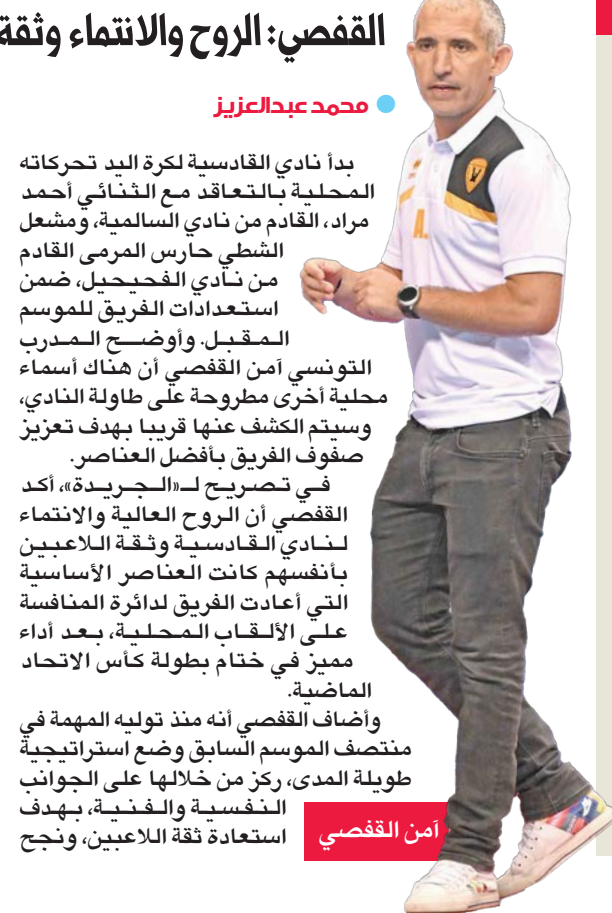 القفصي: الروح والانتماء وثقة
محمد عبدالعزيز
بدأ نادي القادسية لكرة اليد تحركاته
المحلية بالتعاقد مع الثنائي أحمد
مراد، القادم من نادي السالمية، ومشعل
الشطي حارس المرمى القادم
من نادي الفحيحيل، ضمن
استعدادات الفريق للموسم
المقبل. وأوضح المدرب
التونسي آمن القفصي أن هناك أسماء
محلية أخرى مطروحة على طاولة النادي،
وسيتم الكشف عنها قريبا بهدف تعزيز
صفوف الفريق بأفضل العناصر.
في تصريح لـ«الجريدة»، أكد
القفصي أن الروح العالية والانتماء
لنادي القادسية وثقة اللاعبين
بأنفسهم كانت العناصر الأساسية
التي أعادت الفريق لدائرة المنافسة
على الألقاب المحلية، بعد أداء
مميز في ختام بطولة كأس الاتحاد
الماضية.
وأضاف القفصي أنه منذ توليه المهمة في
منتصف الموسم السابق وضع استراتيجية
طويلة المدى، ركز من خلالها على الجوانب
النفسية والفنية، بهدف
استعادة ثقة اللاعبين، ونجح
آمن القفصي
A.